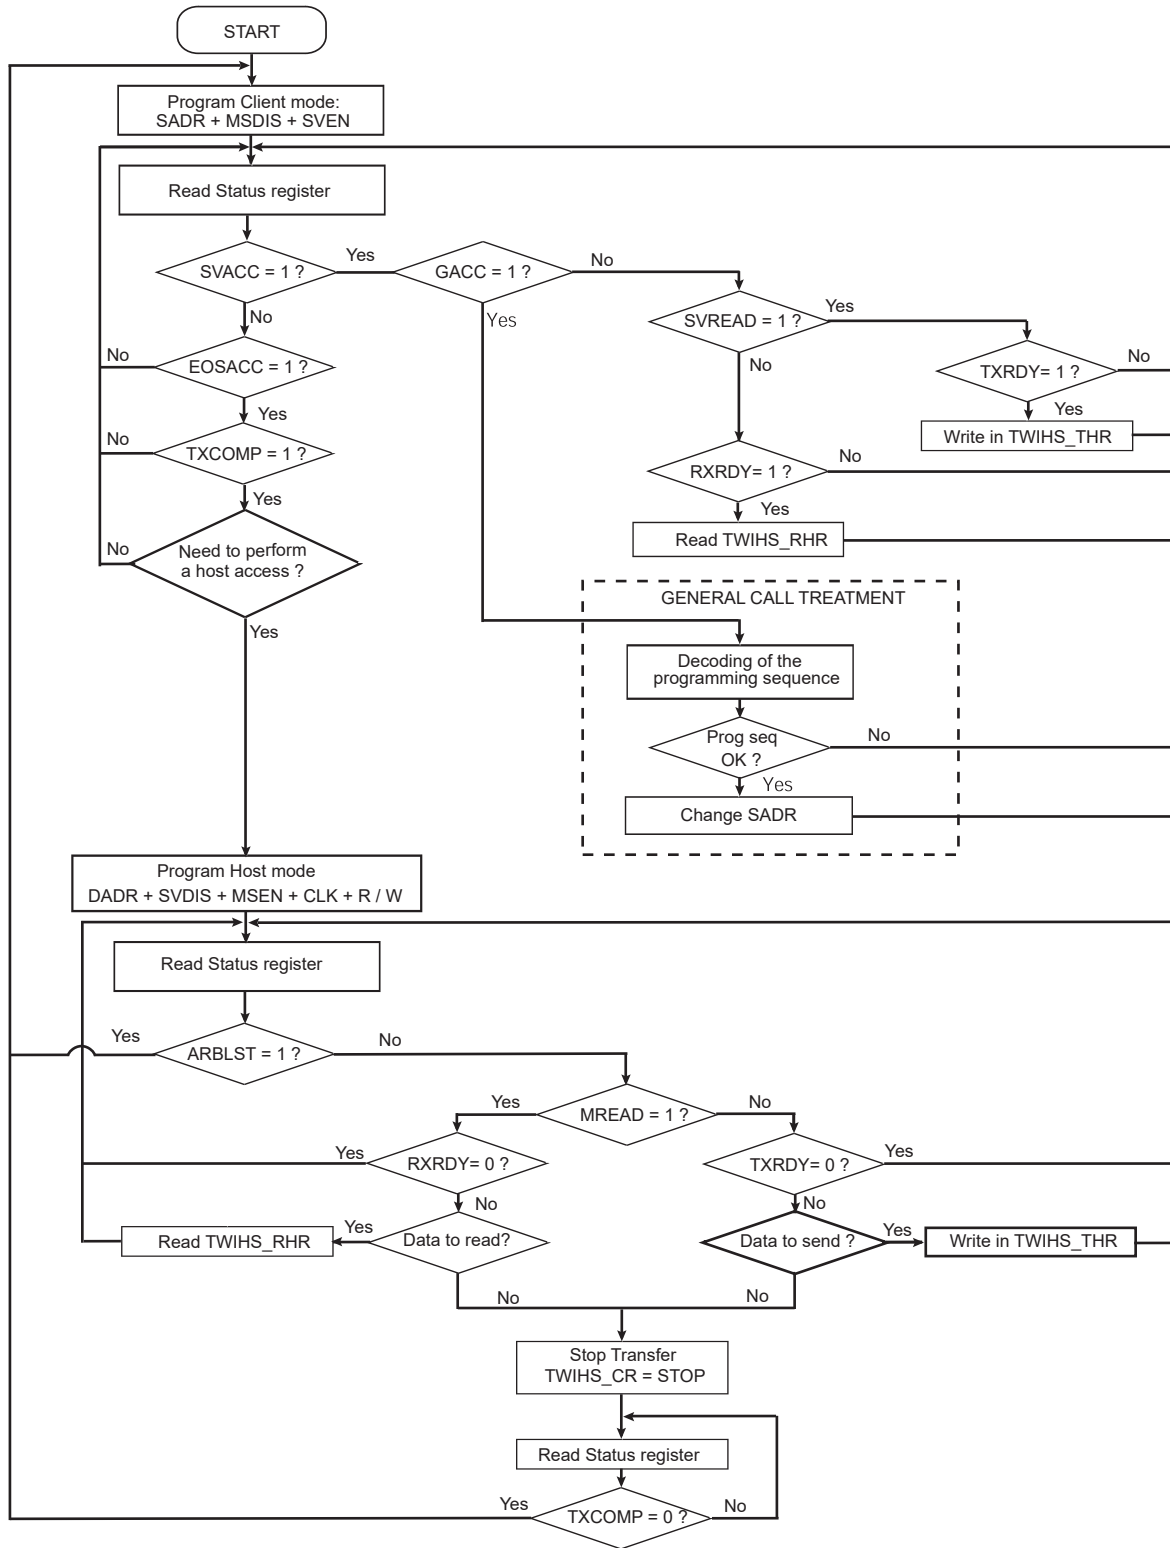 START
Program Client mode:
SADR + MSDIS + SVEN
Read Status register
SVACC = 1 ?
Yes
GACC = 1 ?
No
SVREAD = 1 ?
Yes
No
Yes
No
EOSACC = 1 ?
No
TXRDY= 1 ?
No
Yes
Yes
Write in TWIHS_THR
No
TXCOMP = 1 ?
RXRDY= 1 ?
No
Yes
Yes
Read TWIHS_RHR
No
Need to perform
a host access ?
Yes
GENERAL CALL TREATMENT
Decoding of the
programming sequence
Prog seq
OK ?
No
Yes
Change SADR
Program Host mode
DADR + SVDIS + MSEN + CLK + R / W
Read Status register
Yes
ARBLST = 1 ?
No
Yes
MREAD = 1 ?
No
Yes
RXRDY= 0 ?
TXRDY= 0 ?
Yes
No
No
Read TWIHS_RHR
Yes
Data to read?
Data to send ?
Yes
Write in TWIHS_THR
No
No
Stop Transfer
TWIHS_CR = STOP
Read Status register
Yes
TXCOMP = 0 ?
No